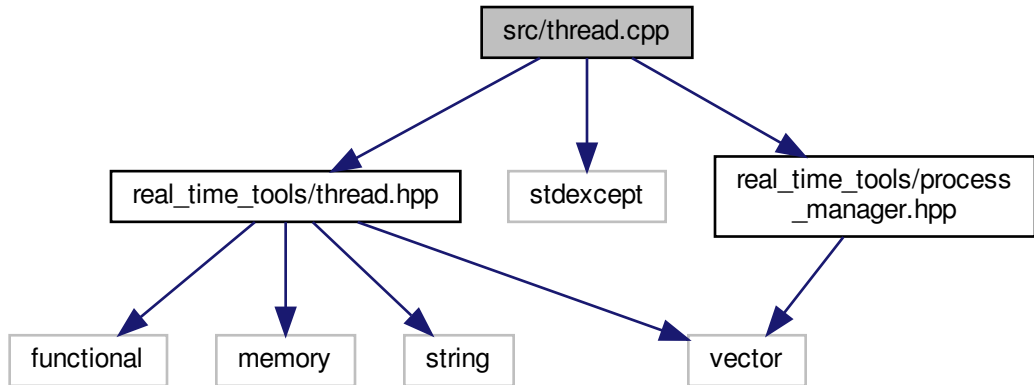 src/thread.cpp
real_time_tools/thread.hpp
stdexcept
real_time_tools/process
_manager.hpp
functional
memory
string
vector